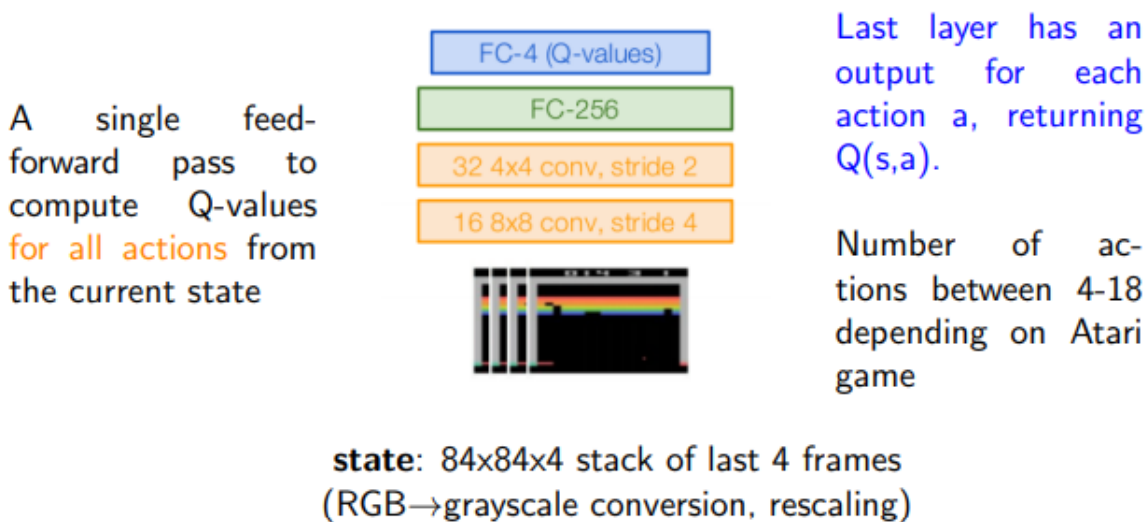 A single feed-
forward pass to
compute Q-values
for all actions from
the current state
FC-4 (Q-values)
FC-256
32 4x4 conv, stride 2
16 8x8 conv, stride 4
Last layer has an
output for each
action a, returning
Q(s,a).
Number of ac-
tions between 4-18
depending on Atari
game
state: 84x84x4 stack of last 4 frames
(RGB→grayscale conversion, rescaling)